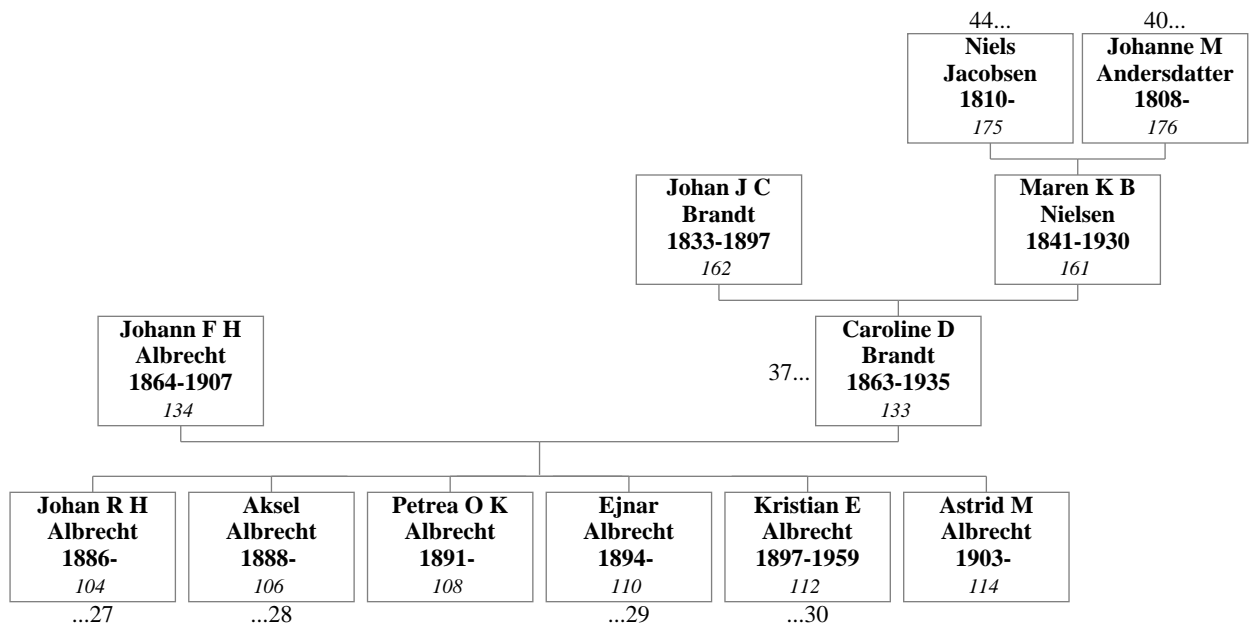 44...
Niels
Jacobsen
1810-
175
40...
Johanne M
Andersdatter
1808-
176
Johan J C
Brandt
1833-1897
162
Maren K B
Nielsen
1841-1930
161
Johann F H
Albrecht
1864-1907
134
37...
Caroline D
Brandt
1863-1935
133
Johan R H
Albrecht
1886-
104
...27
Aksel
Albrecht
1888-
106
...28
Petrea O K
Albrecht
1891-
108
Ejnar
Albrecht
1894-
110
...29
Kristian E
Albrecht
1897-1959
112
...30
Astrid M
Albrecht
1903-
114